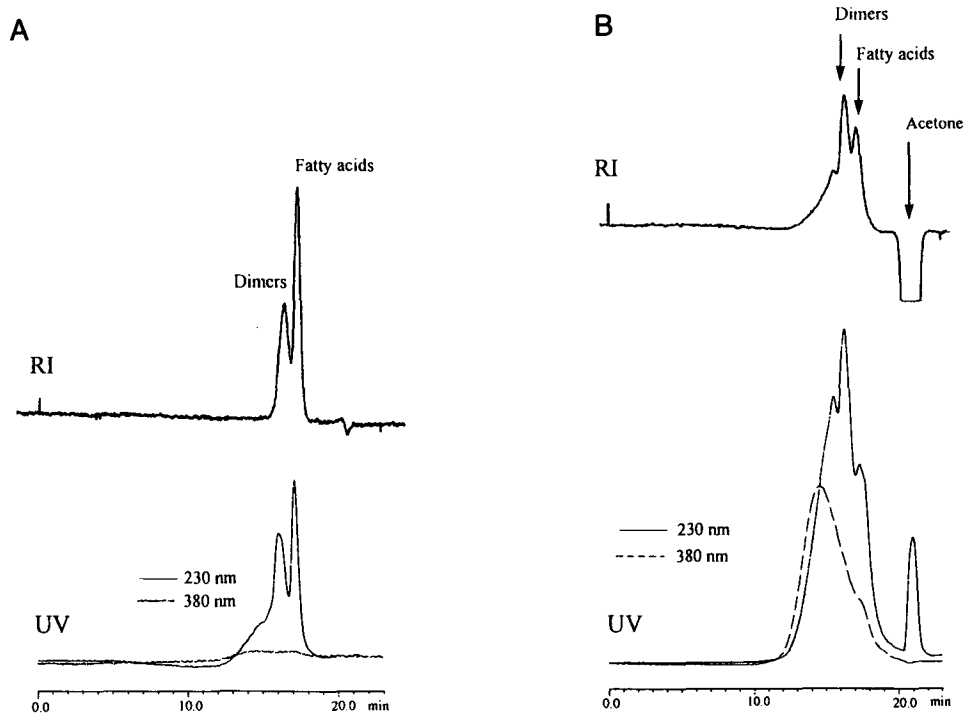 A
Fatty acids
Dimers
RI
230 nm
380 nm
UV
0.0 10.0 20.0 min
B
Dimers
Fatty acids
Acetone
RI
230 nm
380 nm
UV
0.0 10.0 20.0 min